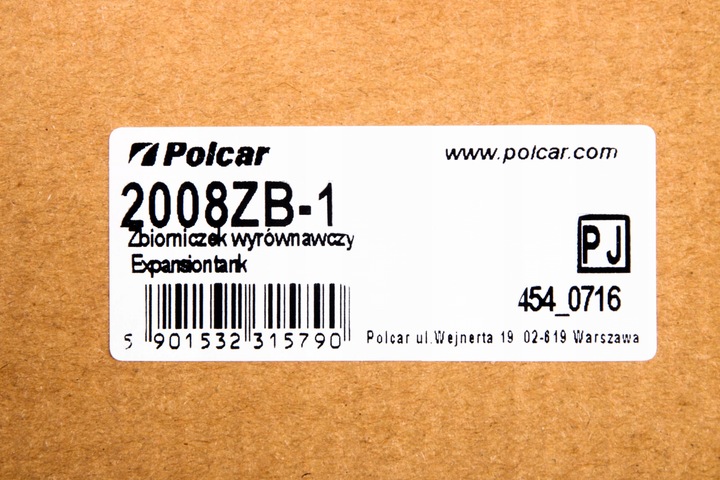 Polcar
www.polcar.com
2008ZB-1
Zbiorniczek wyrównawczy
Expansion tank
PJ
454_0716
5 901532 315790
Polcar ul.Wejnerta 19 02-619 Warszawa